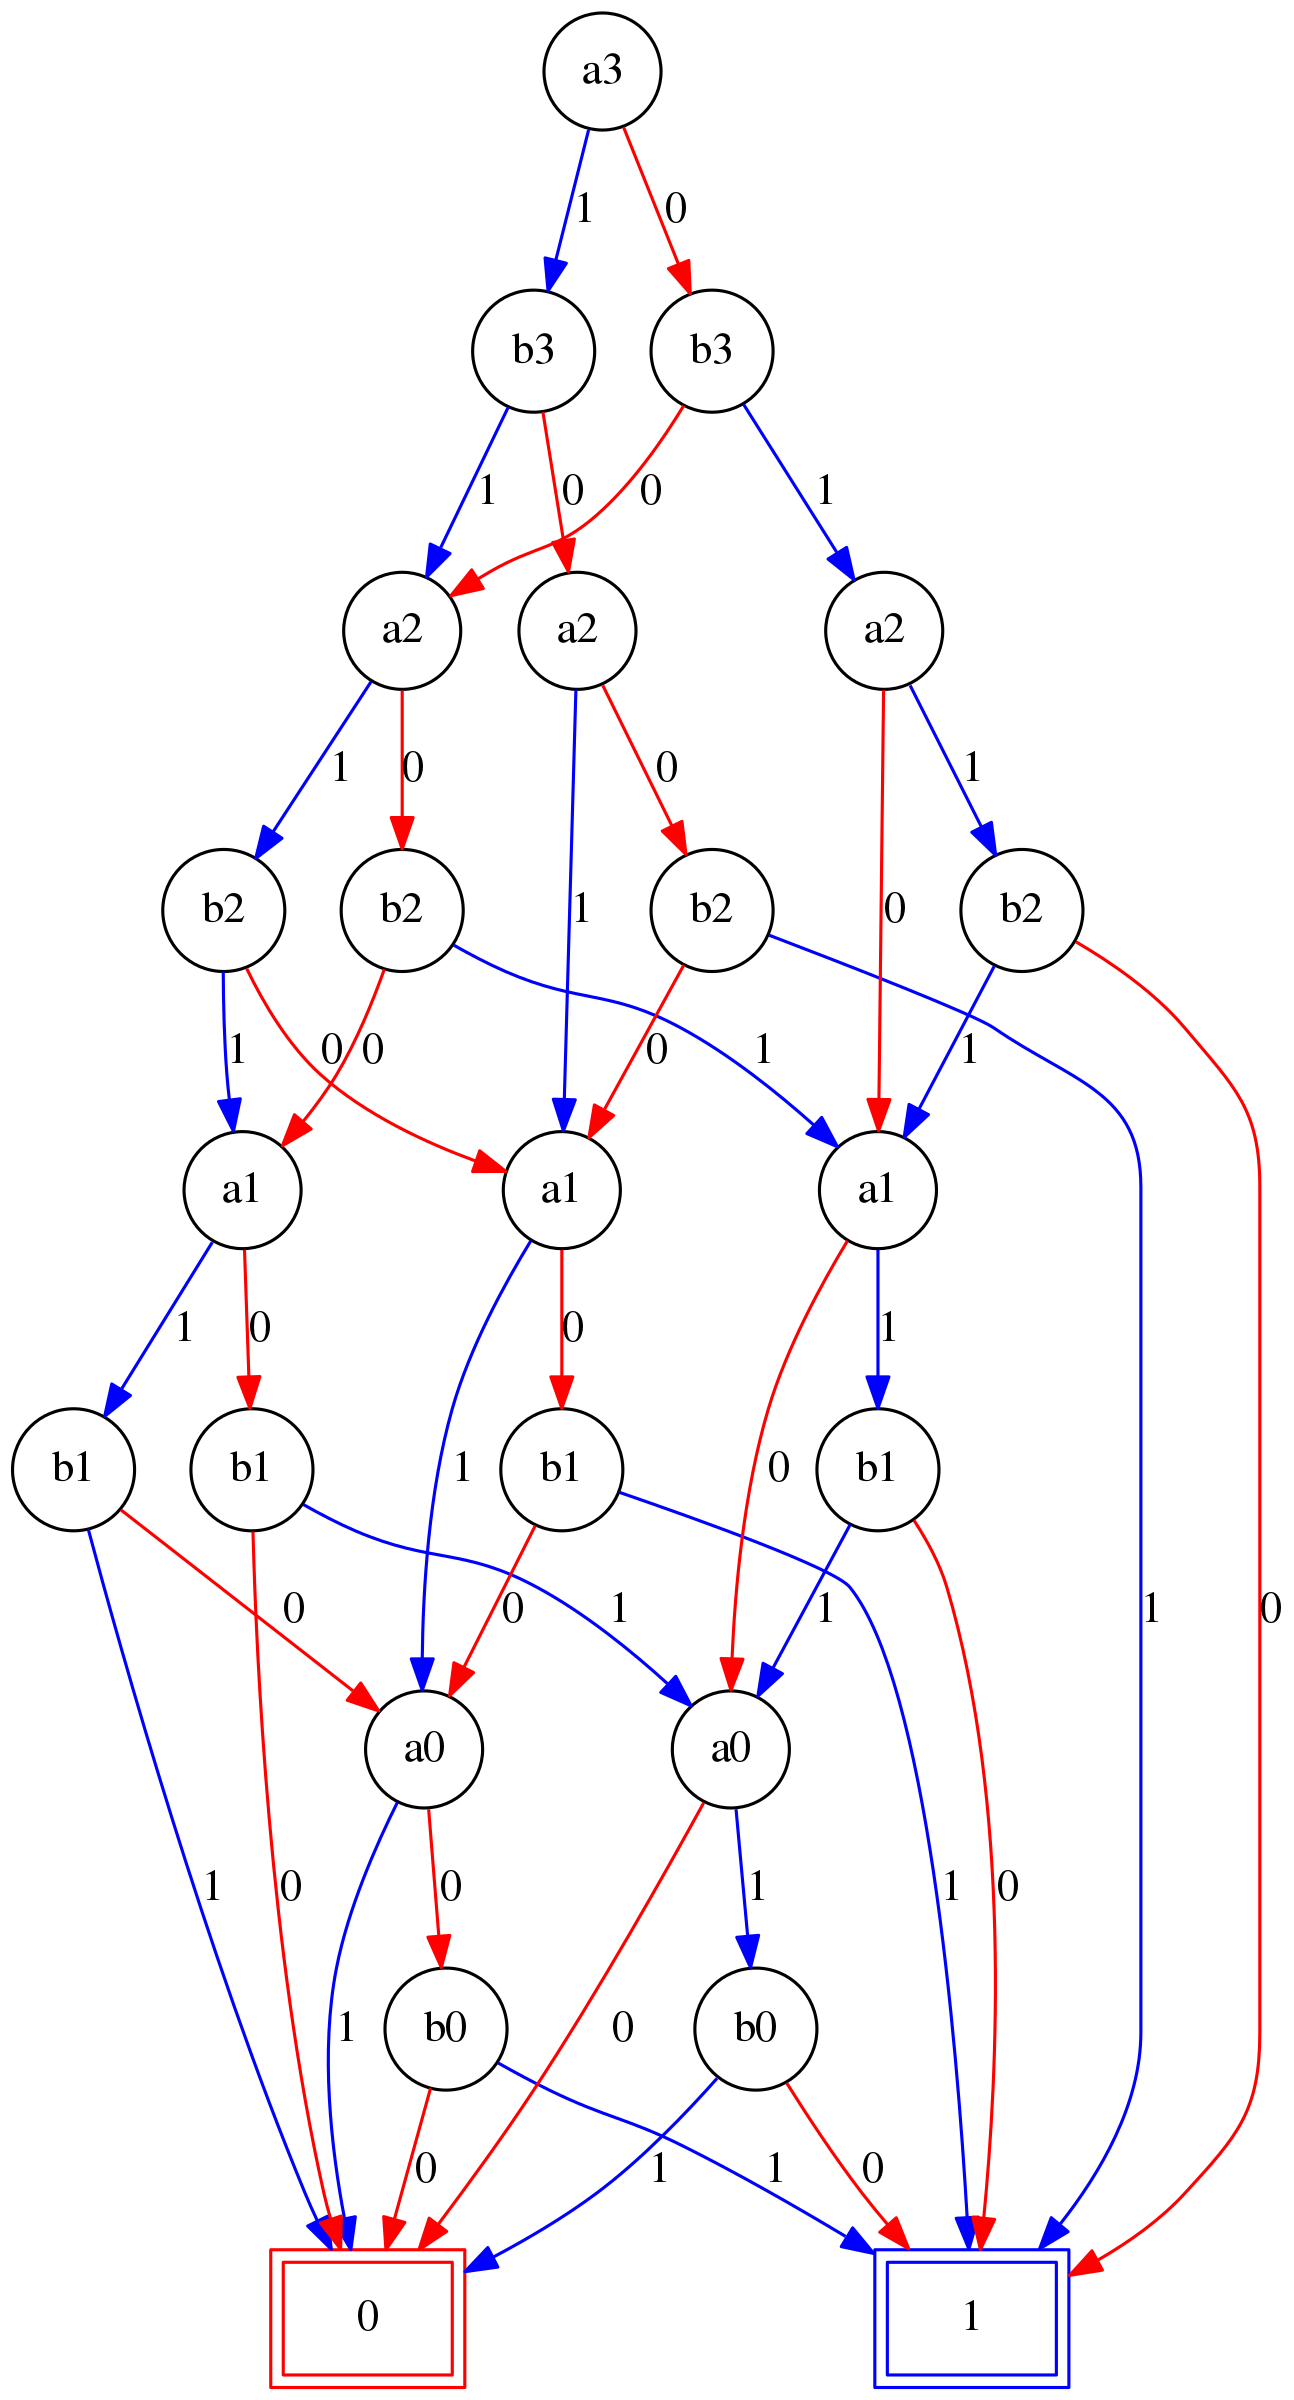 a3
1 0
b3 b3
1 0 0 1
a2 a2 a2
1 0 0 1
b2 b2 1 b2 0 b2
1 0 0 0 1 1
a1 a1 a1
1 0 0 1
b1 b1 1 b1 0 b1
0 0 1 1 1 0
a0 a0
1 0 0 1 1 0
1 b0 0 b0
0 1 1 0
0 1